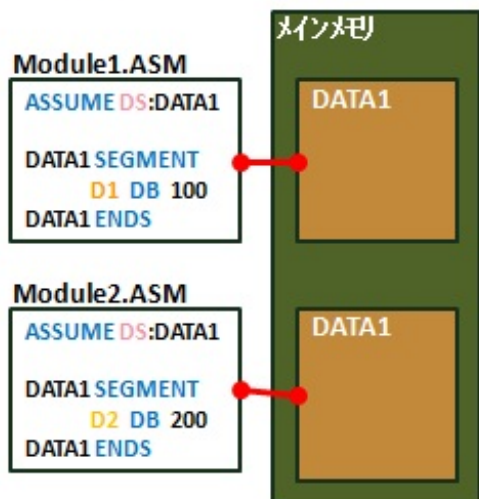 メインメモリ
Module1.ASM
ASSUME DS:DATA1
DATA1 SEGMENT
D1 DB 100
DATA1 ENDS
DATA1
Module2.ASM
ASSUME DS:DATA1
DATA1 SEGMENT
D2 DB 200
DATA1 ENDS
DATA1